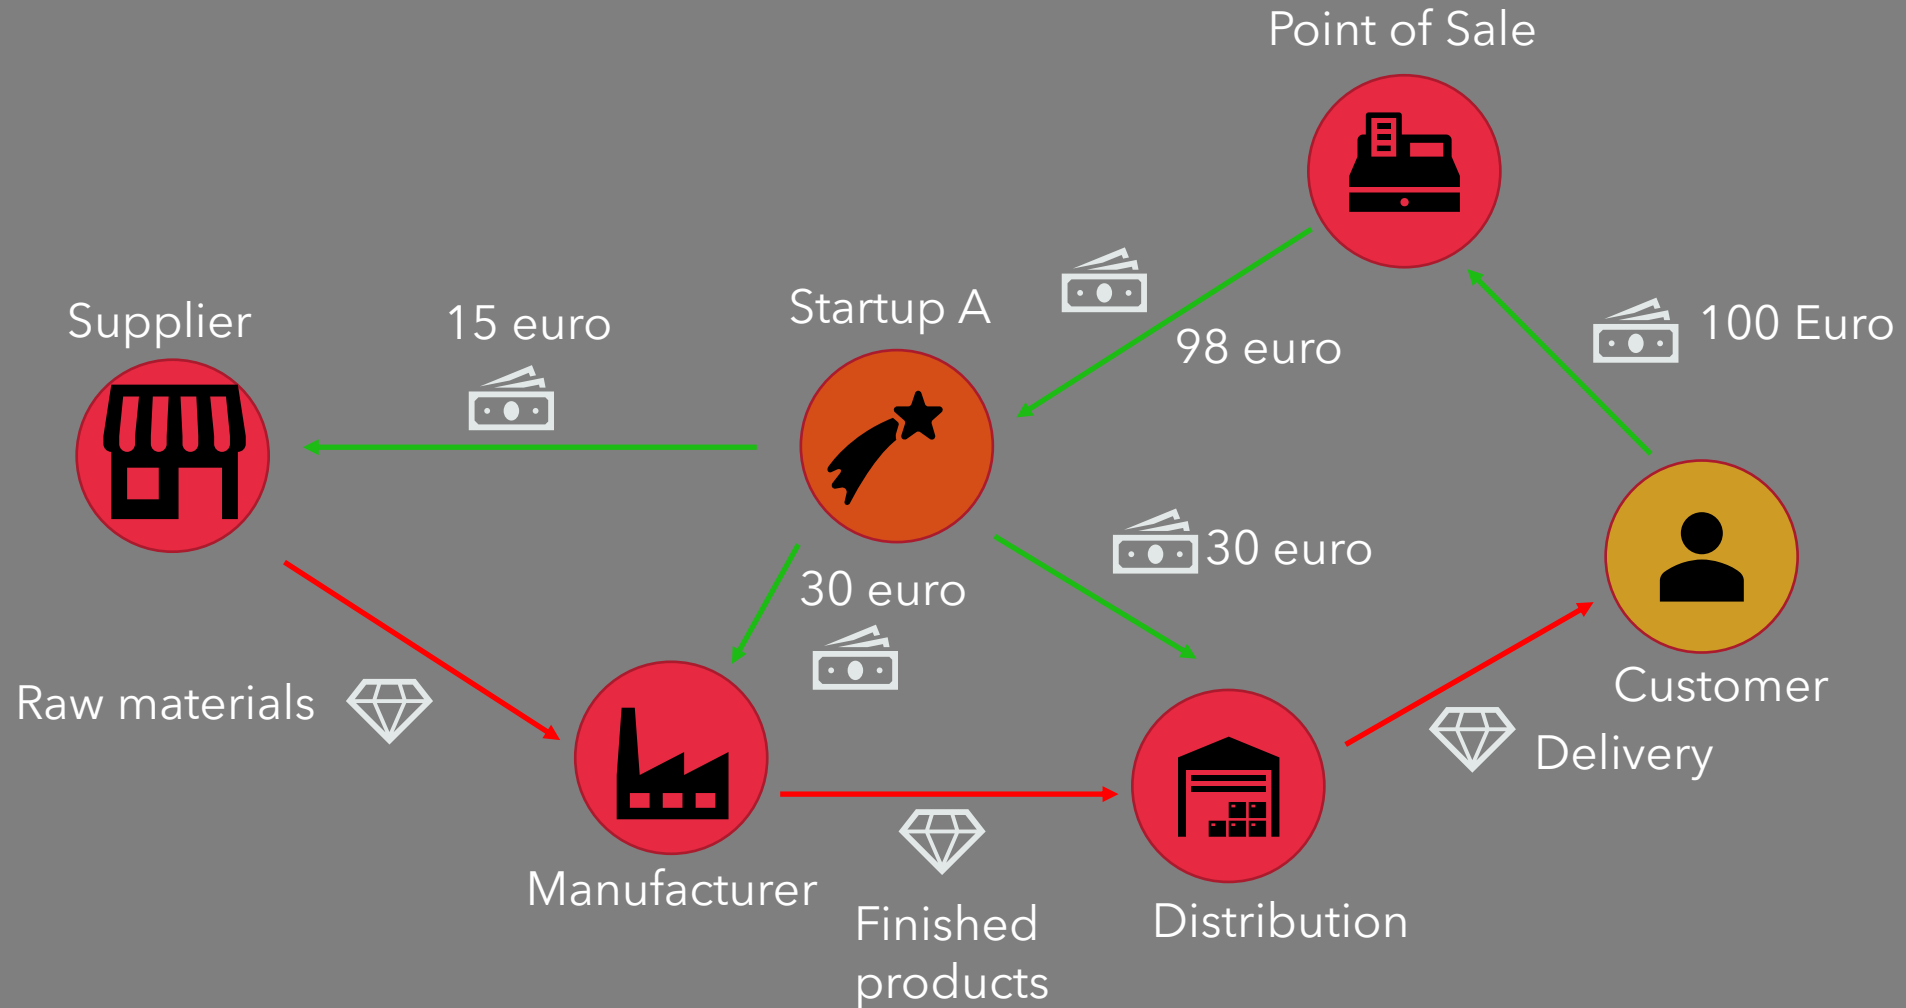 Point of Sale
Supplier
15 euro
Startup A
98 euro
100 Euro
30 euro
30 euro
Raw materials
Customer
Delivery
Manufacturer
Finished
products
Distribution